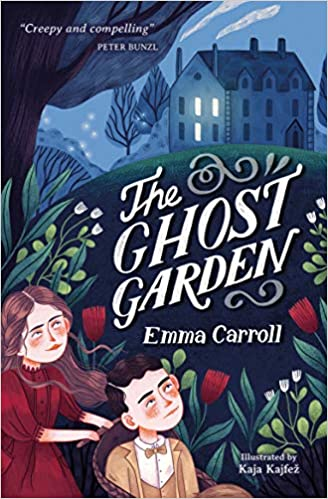 “Creepy and compelling”
PETER BUNZL
The
GHOST
GARDEN
Emma Carroll
Illustrated by
Kaja Kajfež